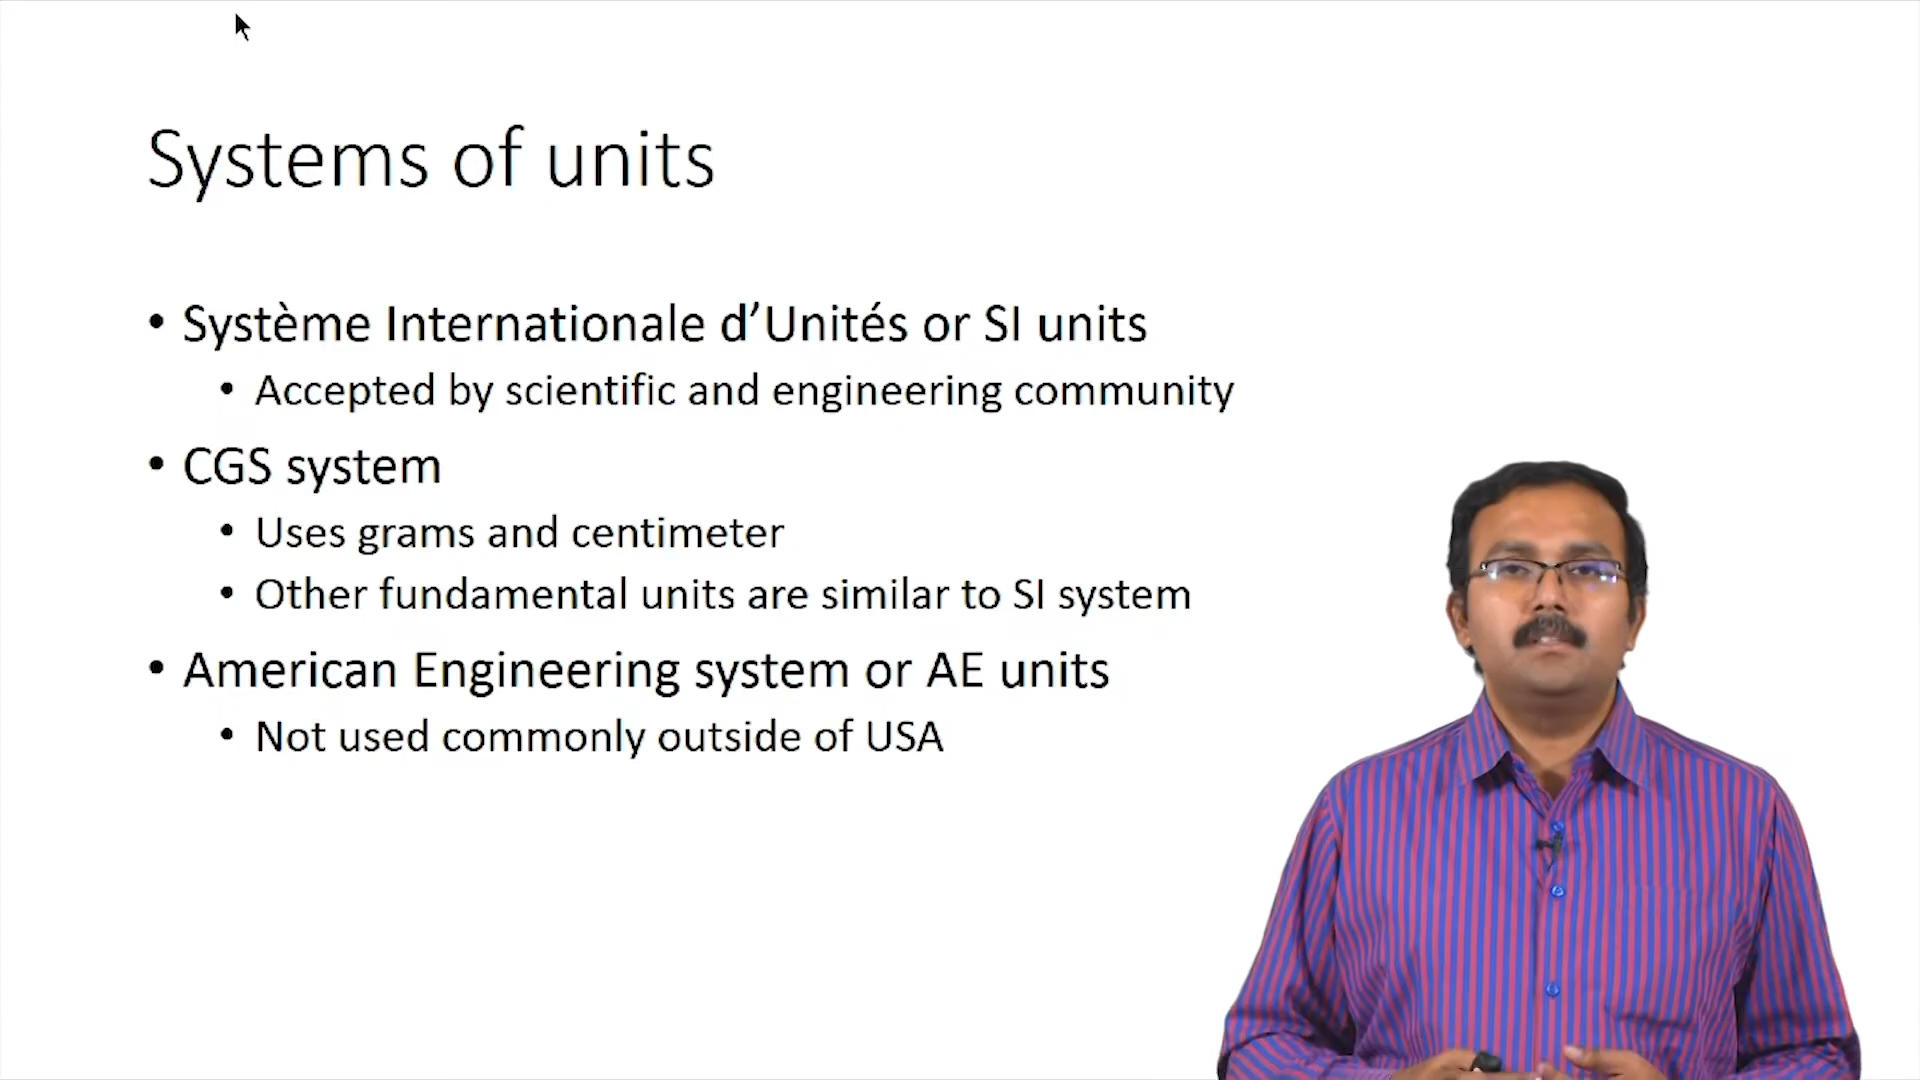 Systems of units
• Système Internationale d’Unités or SI units
• Accepted by scientific and engineering community
• CGS system
• Uses grams and centimeter
• Other fundamental units are similar to SI system
• American Engineering system or AE units
• Not used commonly outside of USA